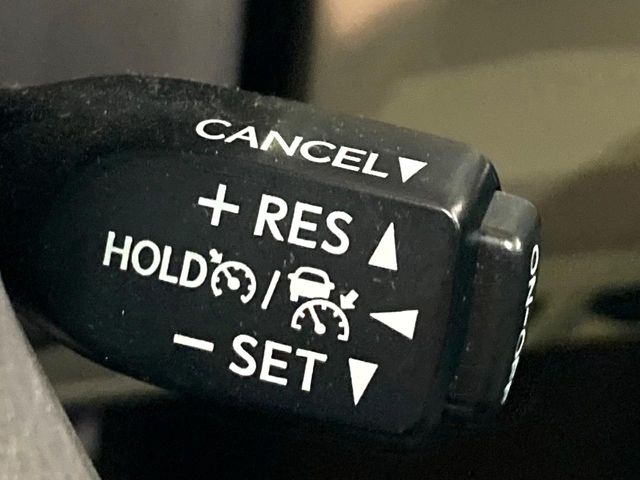 CANCEL▼
+ RES ▲
HOLD / ◀
− SET ▼
ON-OFF